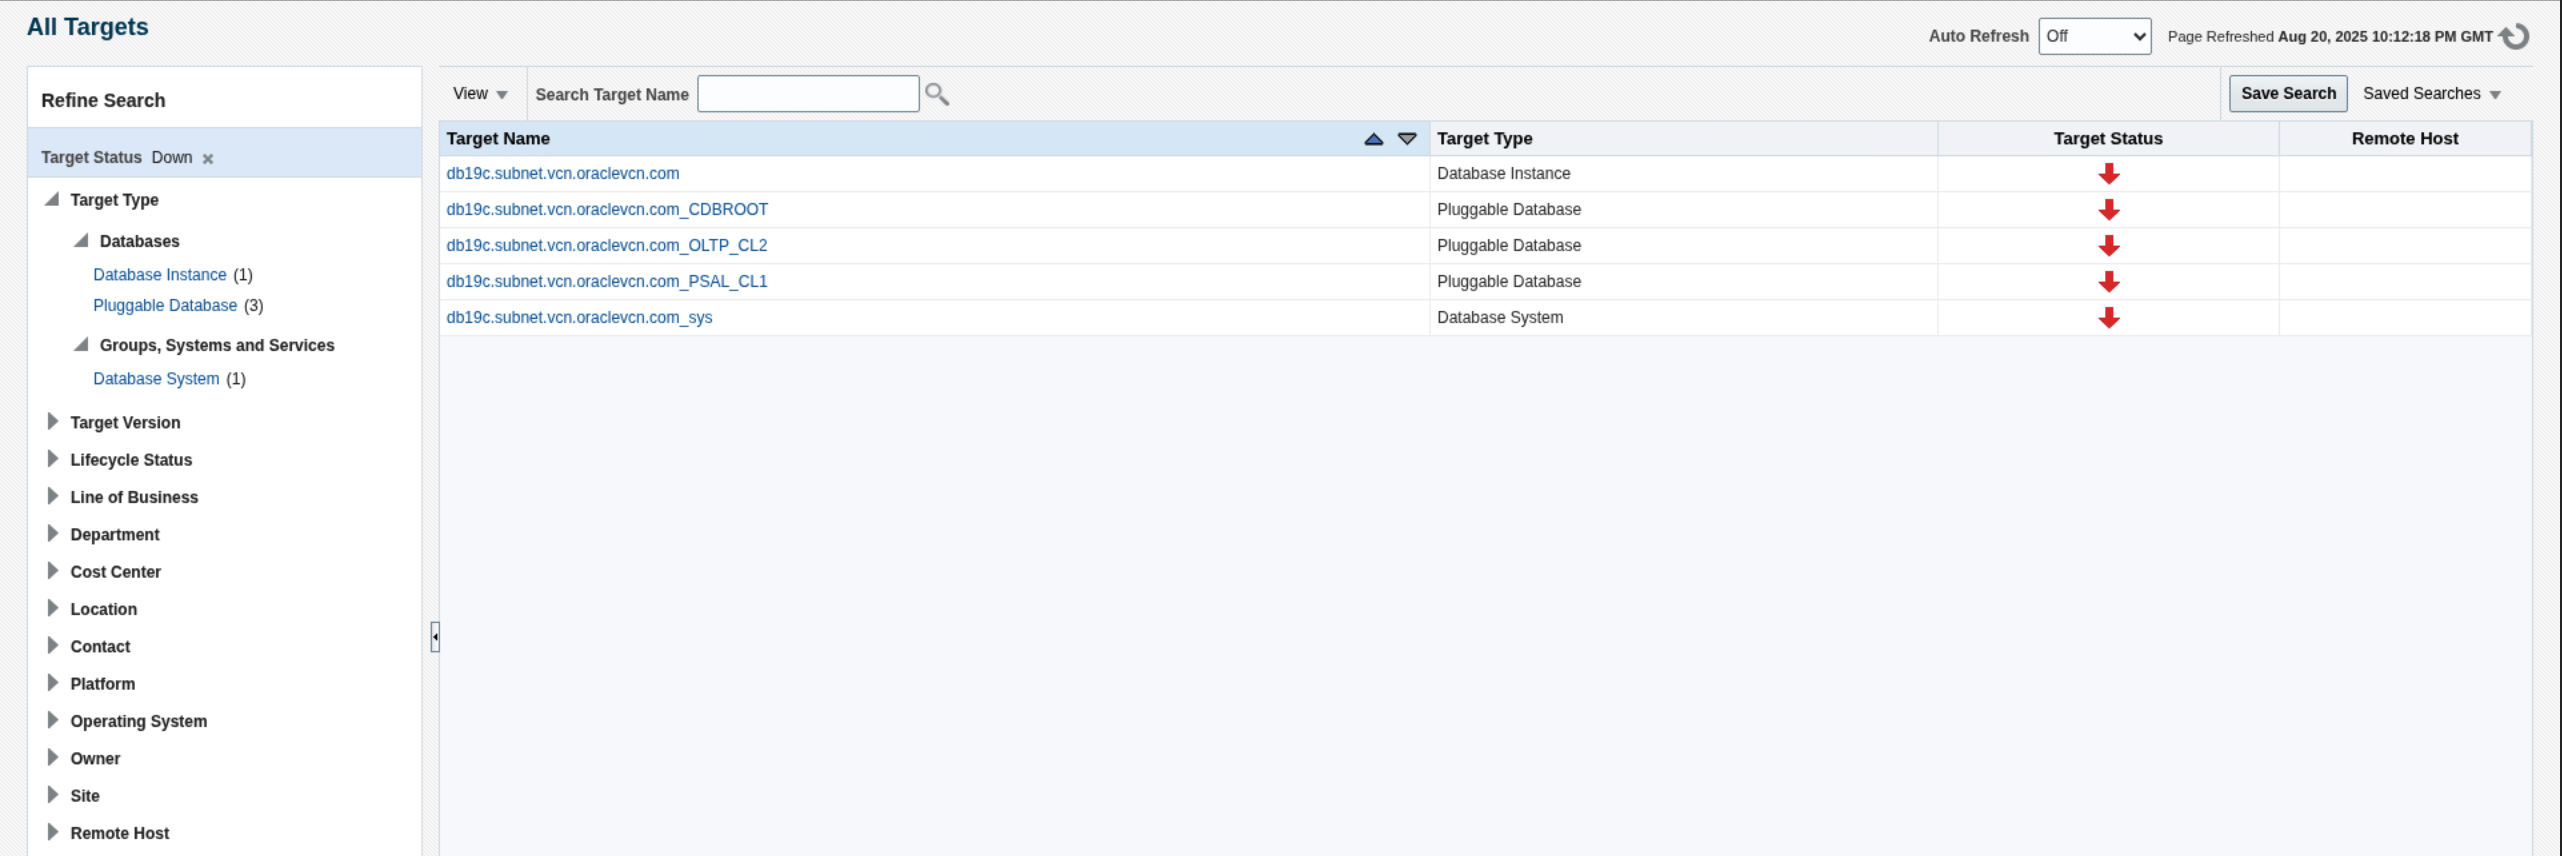 All Targets
Auto Refresh Off Page Refreshed Aug 20, 2025 10:12:18 PM GMT
Refine Search
Target Status Down
Target Type
Databases
Database Instance (1)
Pluggable Database (3)
Groups, Systems and Services
Database System (1)
Target Version
Lifecycle Status
Line of Business
Department
Cost Center
Location
Contact
Platform
Operating System
Owner
Site
Remote Host
View Search Target Name Save Search Saved Searches
Target Name Target Type Target Status Remote Host
db19c.subnet.vcn.oraclevcn.com Database Instance
db19c.subnet.vcn.oraclevcn.com_CDBROOT Pluggable Database
db19c.subnet.vcn.oraclevcn.com_OLTP_CL2 Pluggable Database
db19c.subnet.vcn.oraclevcn.com_PSAL_CL1 Pluggable Database
db19c.subnet.vcn.oraclevcn.com_sys Database System